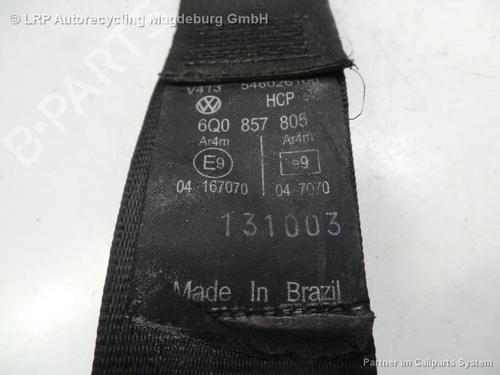 © LRP Autorecycling Magdeburg GmbH
V413
HCP
6Q0 857 805
Ar4m Ar4m
E9 e9
04 167070 04 7070
131003
Made In Brazil
Partner im Callparts System